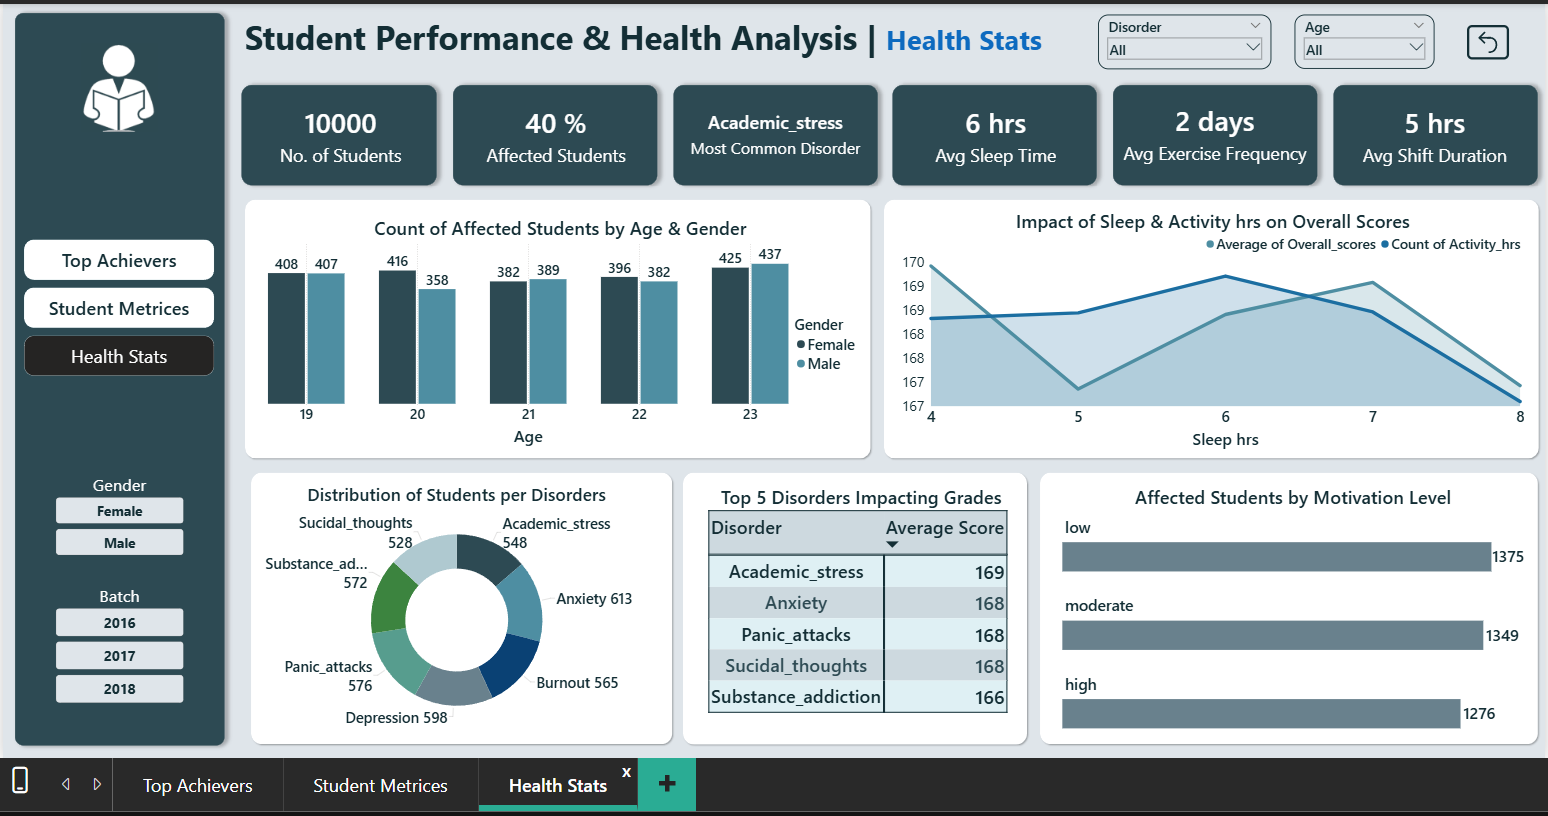 Student Performance & Health Analysis | Health Stats
Disorder
All
Age
All
10000
No. of Students
40 %
Affected Students
Academic_stress
Most Common Disorder
6 hrs
Avg Sleep Time
2 days
Avg Exercise Frequency
5 hrs
Avg Shift Duration
Top Achievers
Student Metrices
Health Stats
Gender
Female
Male
Batch
2016
2017
2018
Count of Affected Students by Age & Gender
408 407
416 358
382 389
396 382
425 437
19 20 21 22 23
Age
Gender
Female
Male
Impact of Sleep & Activity hrs on Overall Scores
Average of Overall_scores Count of Activity_hrs
170
169
169
168
168
167
167
4 5 6 7 8
Sleep hrs
Distribution of Students per Disorders
Sucidal_thoughts
528
Academic_stress
548
Substance_ad...
572
Anxiety 613
Panic_attacks
576
Burnout 565
Depression 598
Top 5 Disorders Impacting Grades
Disorder Average Score
Academic_stress 169
Anxiety 168
Panic_attacks 168
Sucidal_thoughts 168
Substance_addiction 166
Affected Students by Motivation Level
low
1375
moderate
1349
high
1276
Top Achievers Student Metrices Health Stats x +